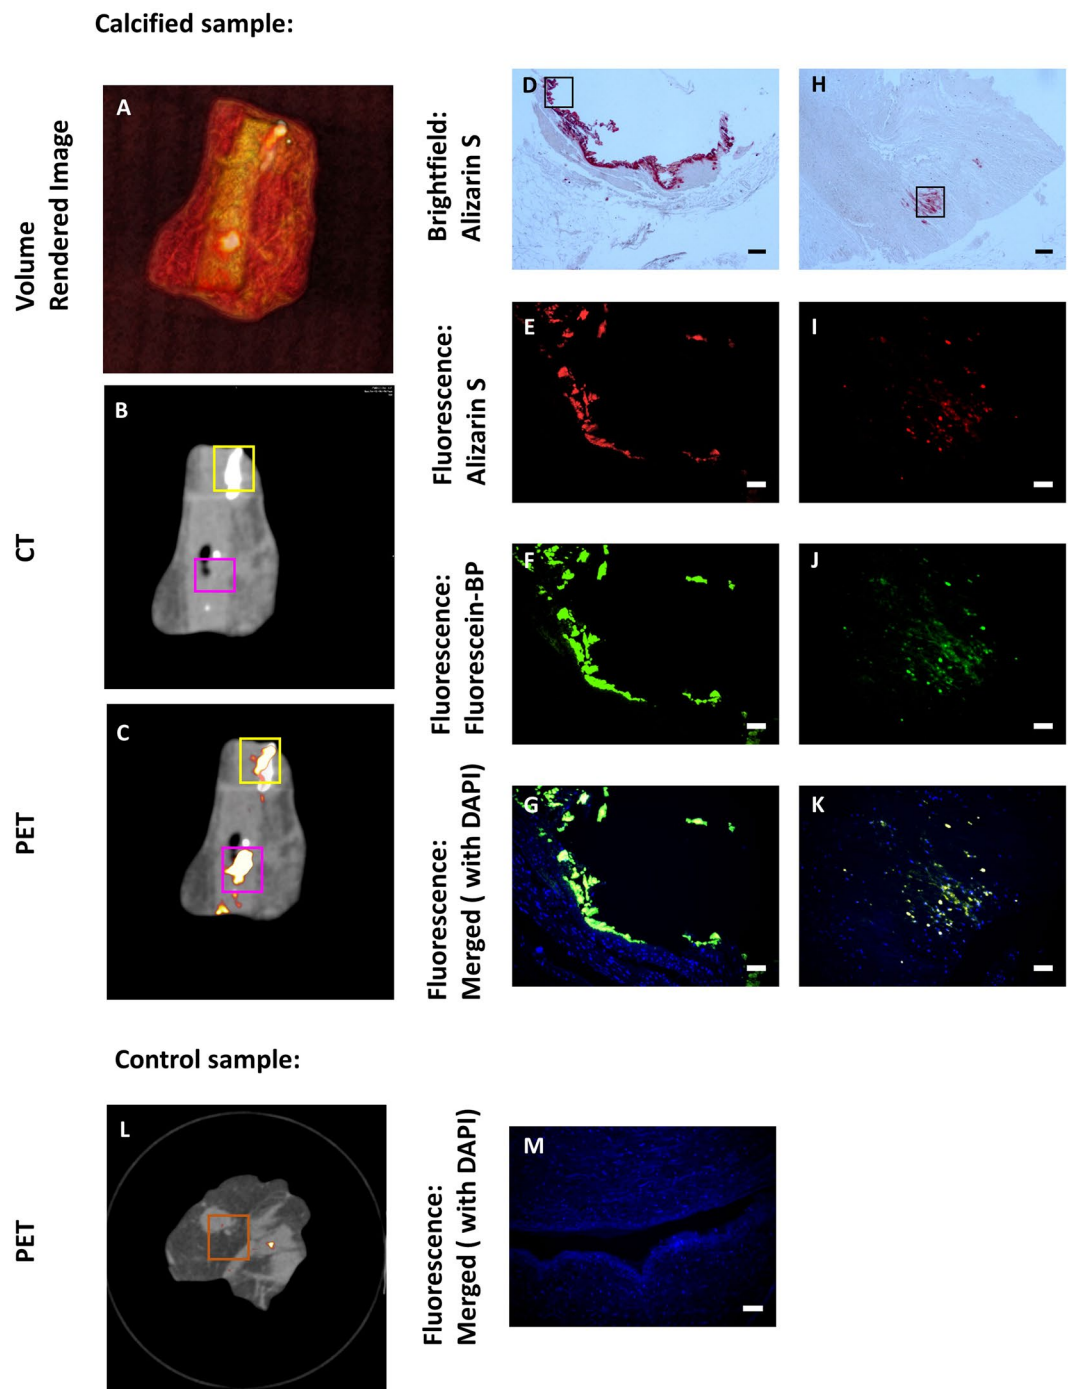 Calcified sample:
Volume
Rendered Image
A
CT
B
PET
C
Brightfield:
Alizarin S
D
H
Fluorescence:
Alizarin S
E
I
Fluorescence:
Fluorescein-BP
F
J
Fluorescence:
Merged ( with DAPI)
G
K
Control sample:
PET
L
Fluorescence:
Merged ( with DAPI)
M